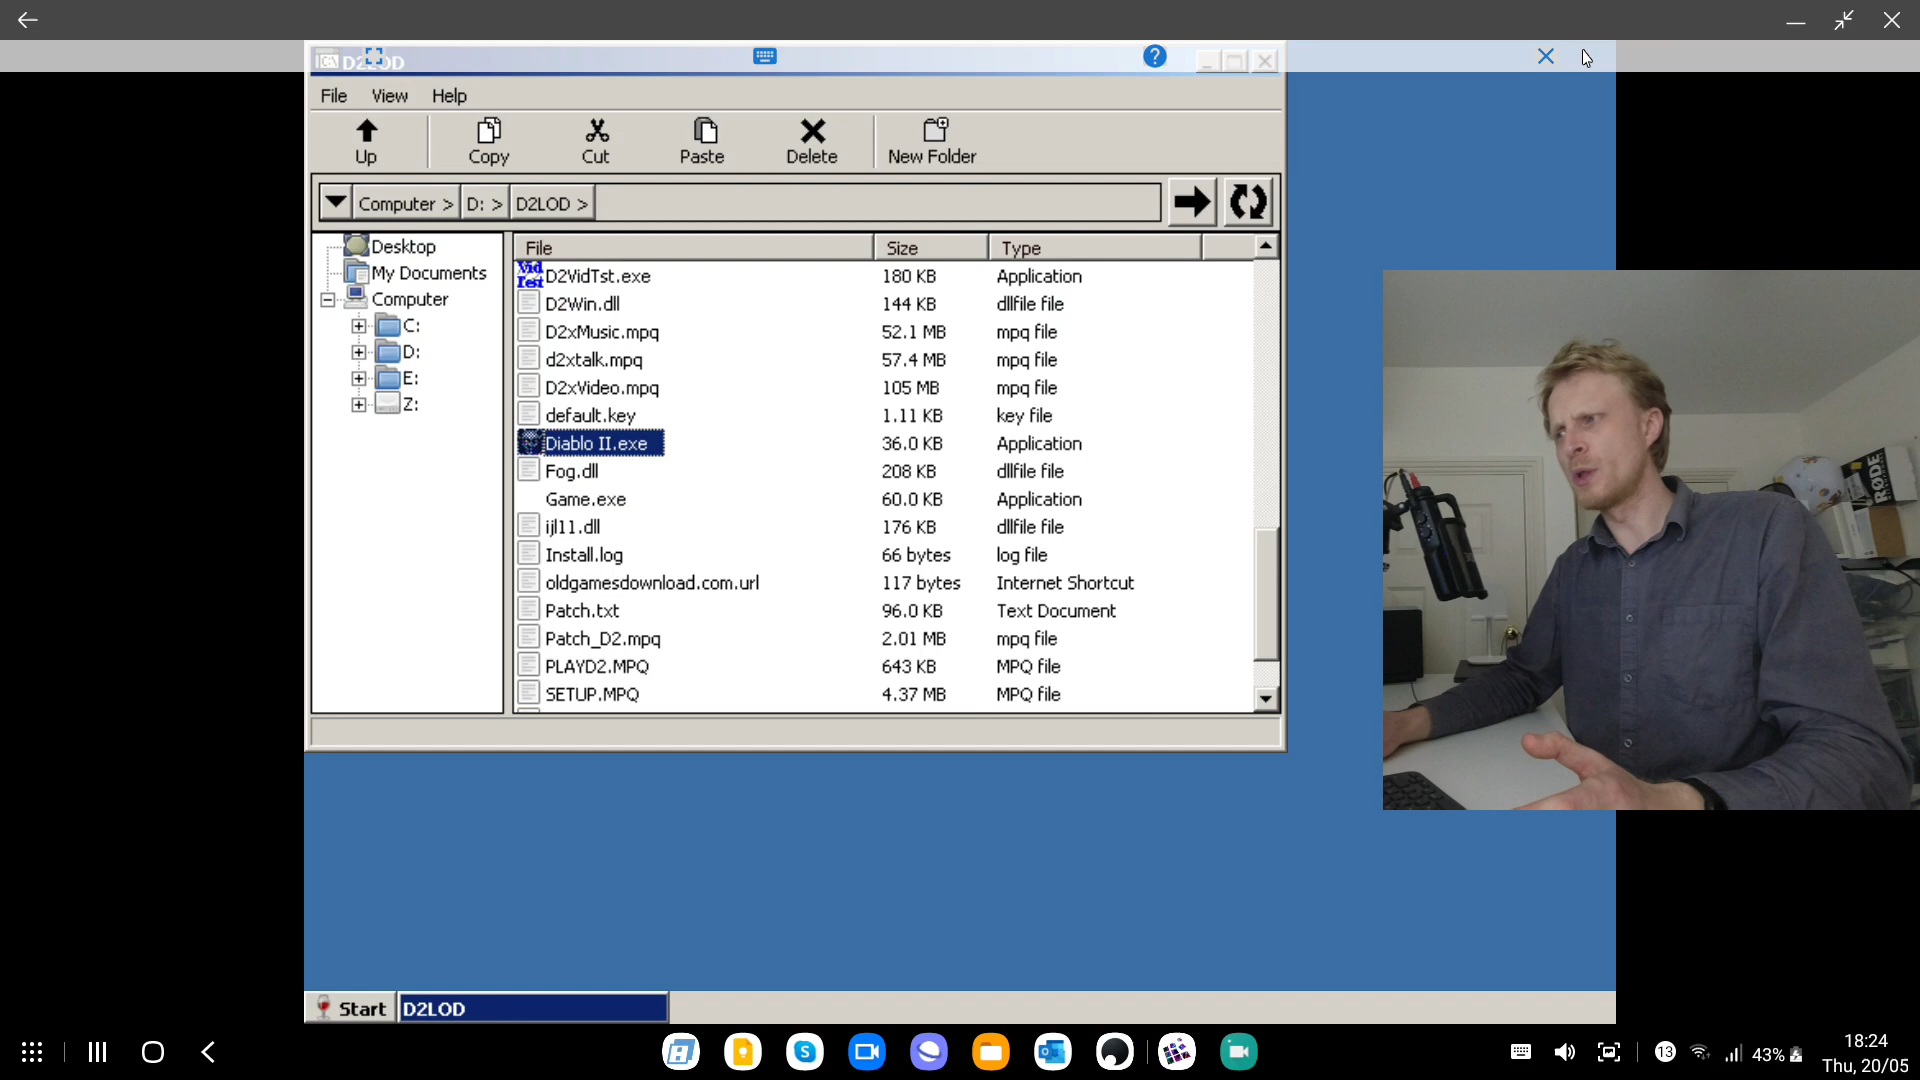 D2LOD
File View Help
Up Copy Cut Paste Delete New Folder
Computer > D: > D2LOD >
Desktop
My Documents
Computer
C:
D:
E:
Z:
File Size Type
Vid Test D2VidTst.exe 180 KB Application
D2Win.dll 144 KB dllfile file
D2xMusic.mpq 52.1 MB mpq file
d2xtalk.mpq 57.4 MB mpq file
D2xVideo.mpq 105 MB mpq file
default.key 1.11 KB key file
Diablo II.exe 36.0 KB Application
Fog.dll 208 KB dllfile file
Game.exe 60.0 KB Application
ijl11.dll 176 KB dllfile file
Install.log 66 bytes log file
oldgamesdownload.com.url 117 bytes Internet Shortcut
Patch.txt 96.0 KB Text Document
Patch_D2.mpq 2.01 MB mpq file
PLAYD2.MPQ 643 KB MPQ file
SETUP.MPQ 4.37 MB MPQ file
RØDE
Start D2LOD
13 43% 18:24
Thu, 20/05